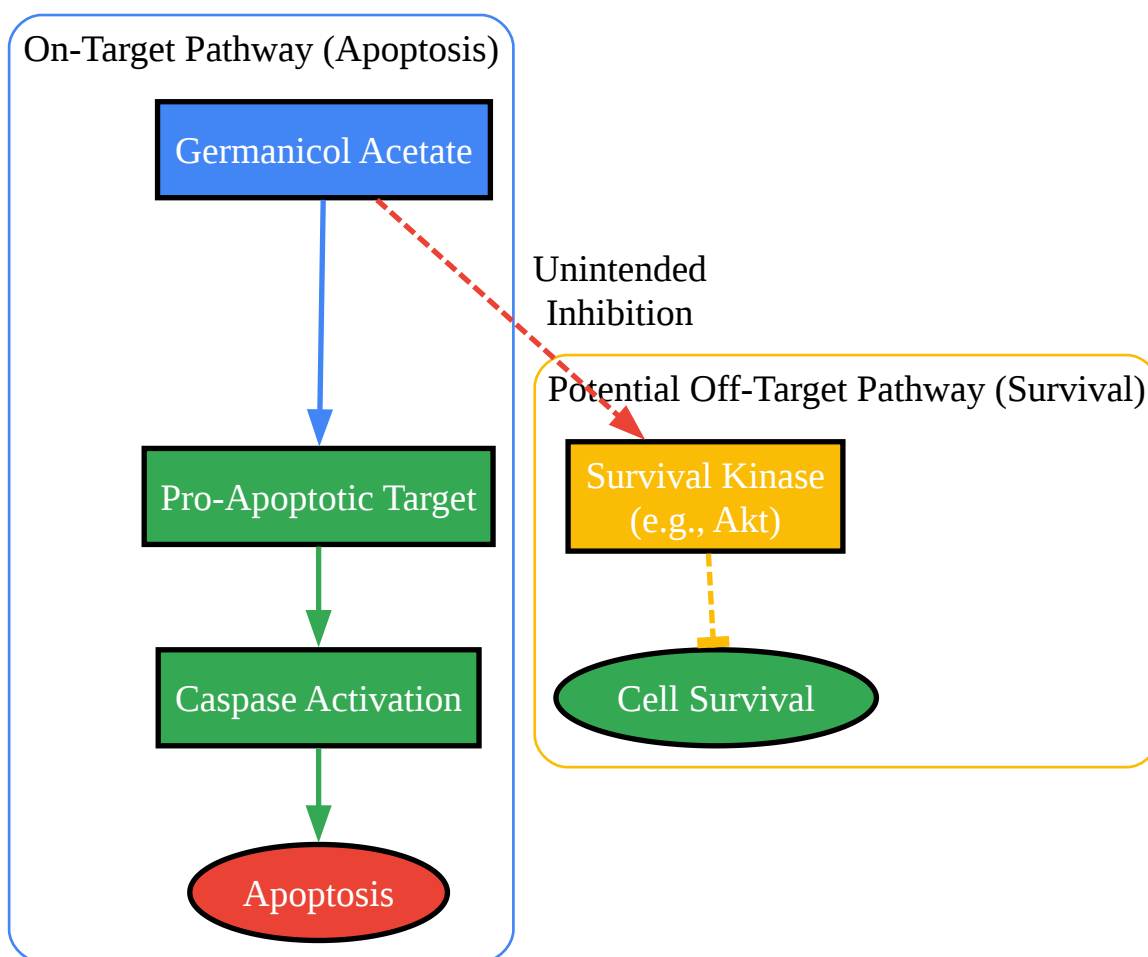 On-Target Pathway (Apoptosis)
Germanicol Acetate
Unintended
Inhibition
Potential Off-Target Pathway (Survival)
Pro-Apoptotic Target
Survival Kinase
(e.g., Akt)
Caspase Activation
Cell Survival
Apoptosis